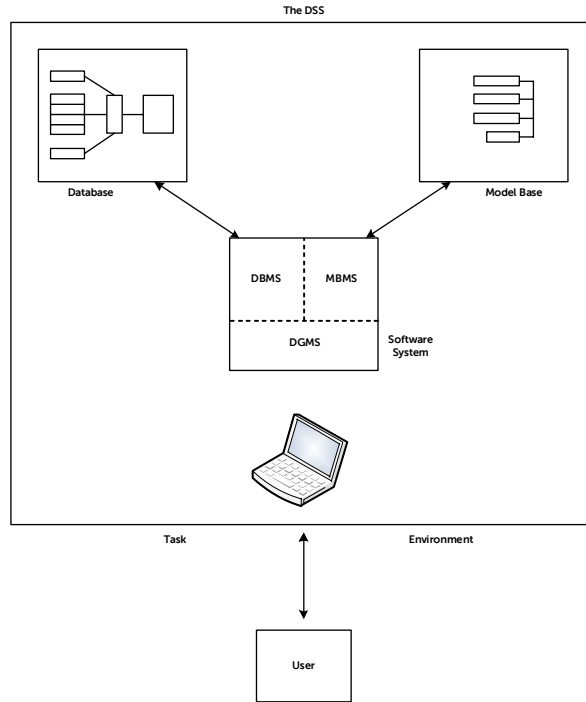 The DSS
Database
Model Base
DBMS
MBMS
DGMS
Software
System
Task
Environment
User